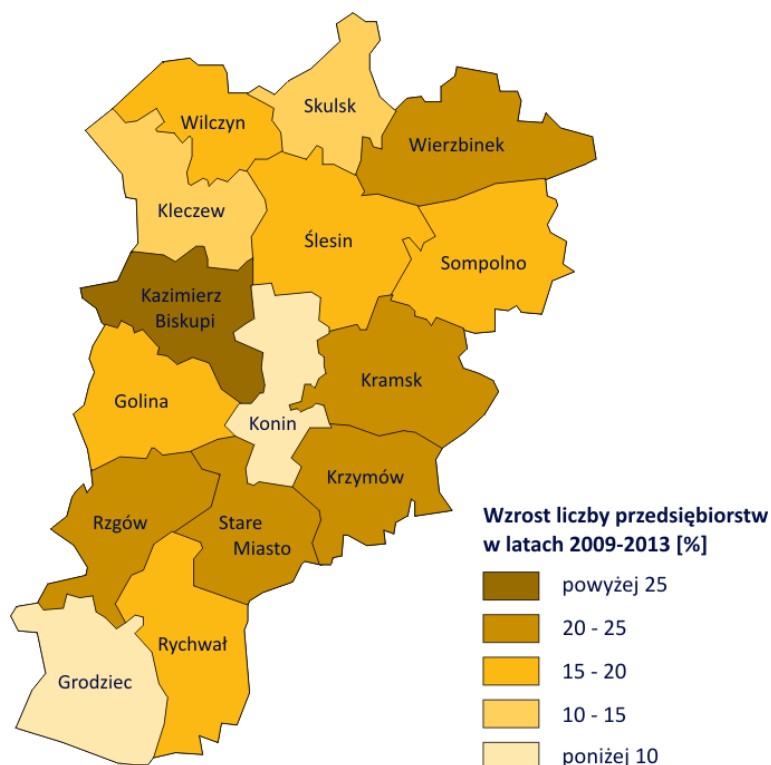 Skulsk
Wilczyn
Wierzbinek
Kleczew
Ślesin
Sompolno
Kazimierz
Biskupi
Kramsk
Golina
Konin
Krzymów
Rzgów
Stare
Miasto
Rychwał
Grodziec
Wzrost liczby przedsiębiorstw
w latach 2009-2013 [%]
powyżej 25
20 - 25
15 - 20
10 - 15
poniżej 10